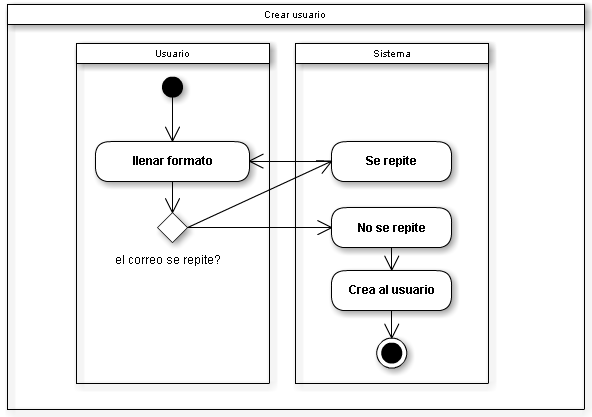 Crear usuario
Usuario
Sistema
llenar formato
Se repite
No se repite
el correo se repite?
Crea al usuario